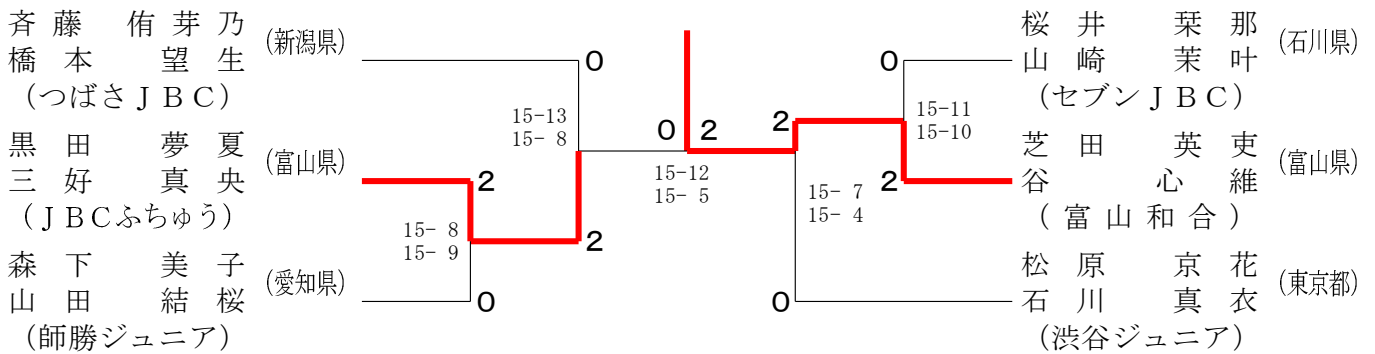 斉藤 侑芽乃
橋本 望生
(新潟県)
(つばさＪＢＣ)
黒田 夢夏
三好 真央
(富山県)
(ＪＢＣふちゅう)
森下 美子
山田 結桜
(愛知県)
(師勝ジュニア)
0
15-13
15- 8
2
15- 8
15- 9
2
0
0 2
15-12
15- 5
2
15- 7
15- 4
0
0
15-11
15-10
2
桜井 栞那
山崎 茉叶
(石川県)
(セブンＪＢＣ)
芝田 英吏
谷 心維
(富山県)
(富山和合)
松原 京花
石川 真衣
(東京都)
(渋谷ジュニア)